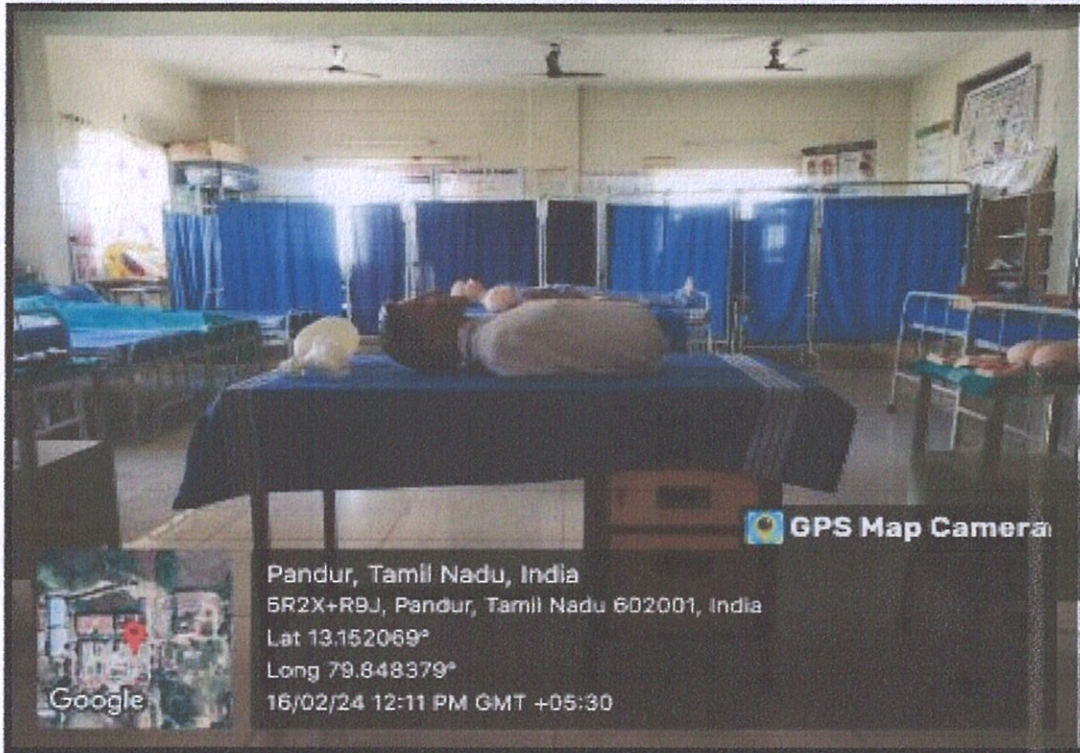 GPS Map Camera
Pandur, Tamil Nadu, India
5R2X+R9J, Pandur, Tamil Nadu 602001, India
Lat 13.152069°
Long 79.848379°
16/02/24 12:11 PM GMT +05:30
Google